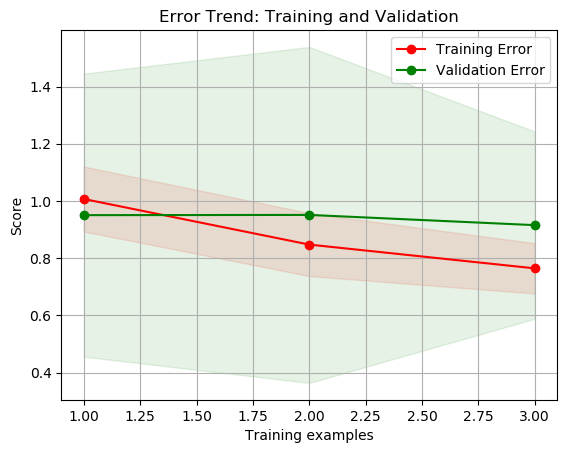 Error Trend: Training and Validation
Training Error
Validation Error
Score
1.4
1.2
1.0
0.8
0.6
0.4
1.00 1.25 1.50 1.75 2.00 2.25 2.50 2.75 3.00
Training examples